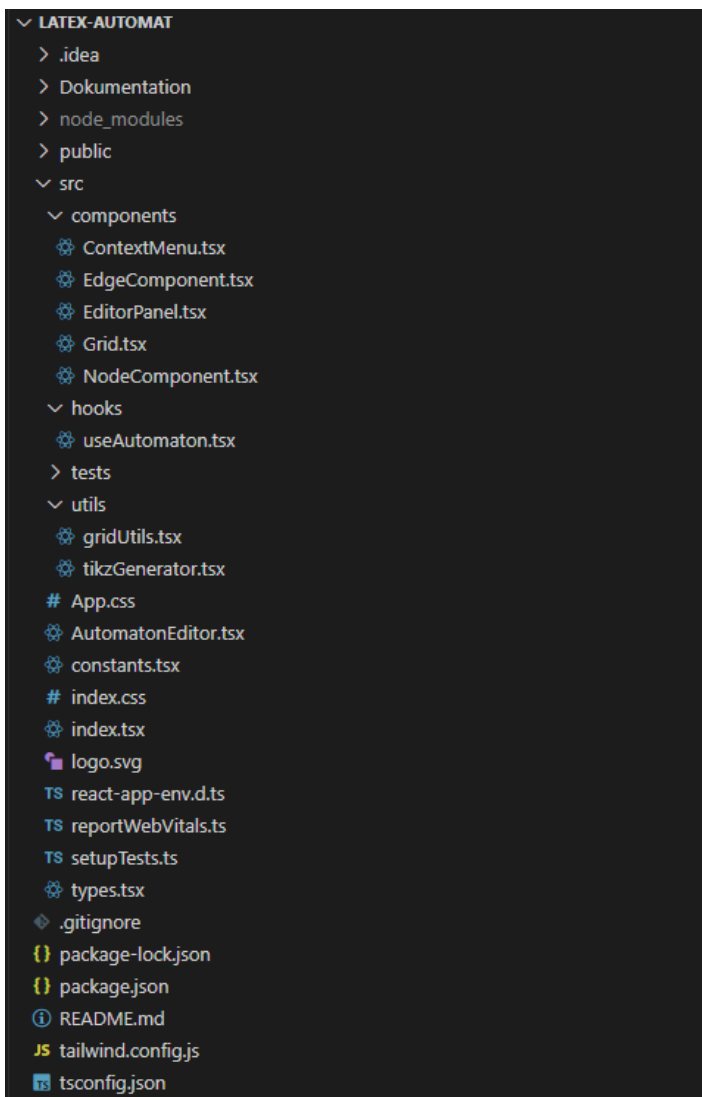 LATEX-AUTOMAT
.idea
Dokumentation
node_modules
public
src
components
ContextMenu.tsx
EdgeComponent.tsx
EditorPanel.tsx
Grid.tsx
NodeComponent.tsx
hooks
useAutomaton.tsx
tests
utils
gridUtils.tsx
tikzGenerator.tsx
# App.css
AutomatonEditor.tsx
constants.tsx
# index.css
index.tsx
logo.svg
TS react-app-env.d.ts
TS reportWebVitals.ts
TS setupTests.ts
types.tsx
.gitignore
{} package-lock.json
{} package.json
README.md
JS tailwind.config.js
TS tsconfig.json